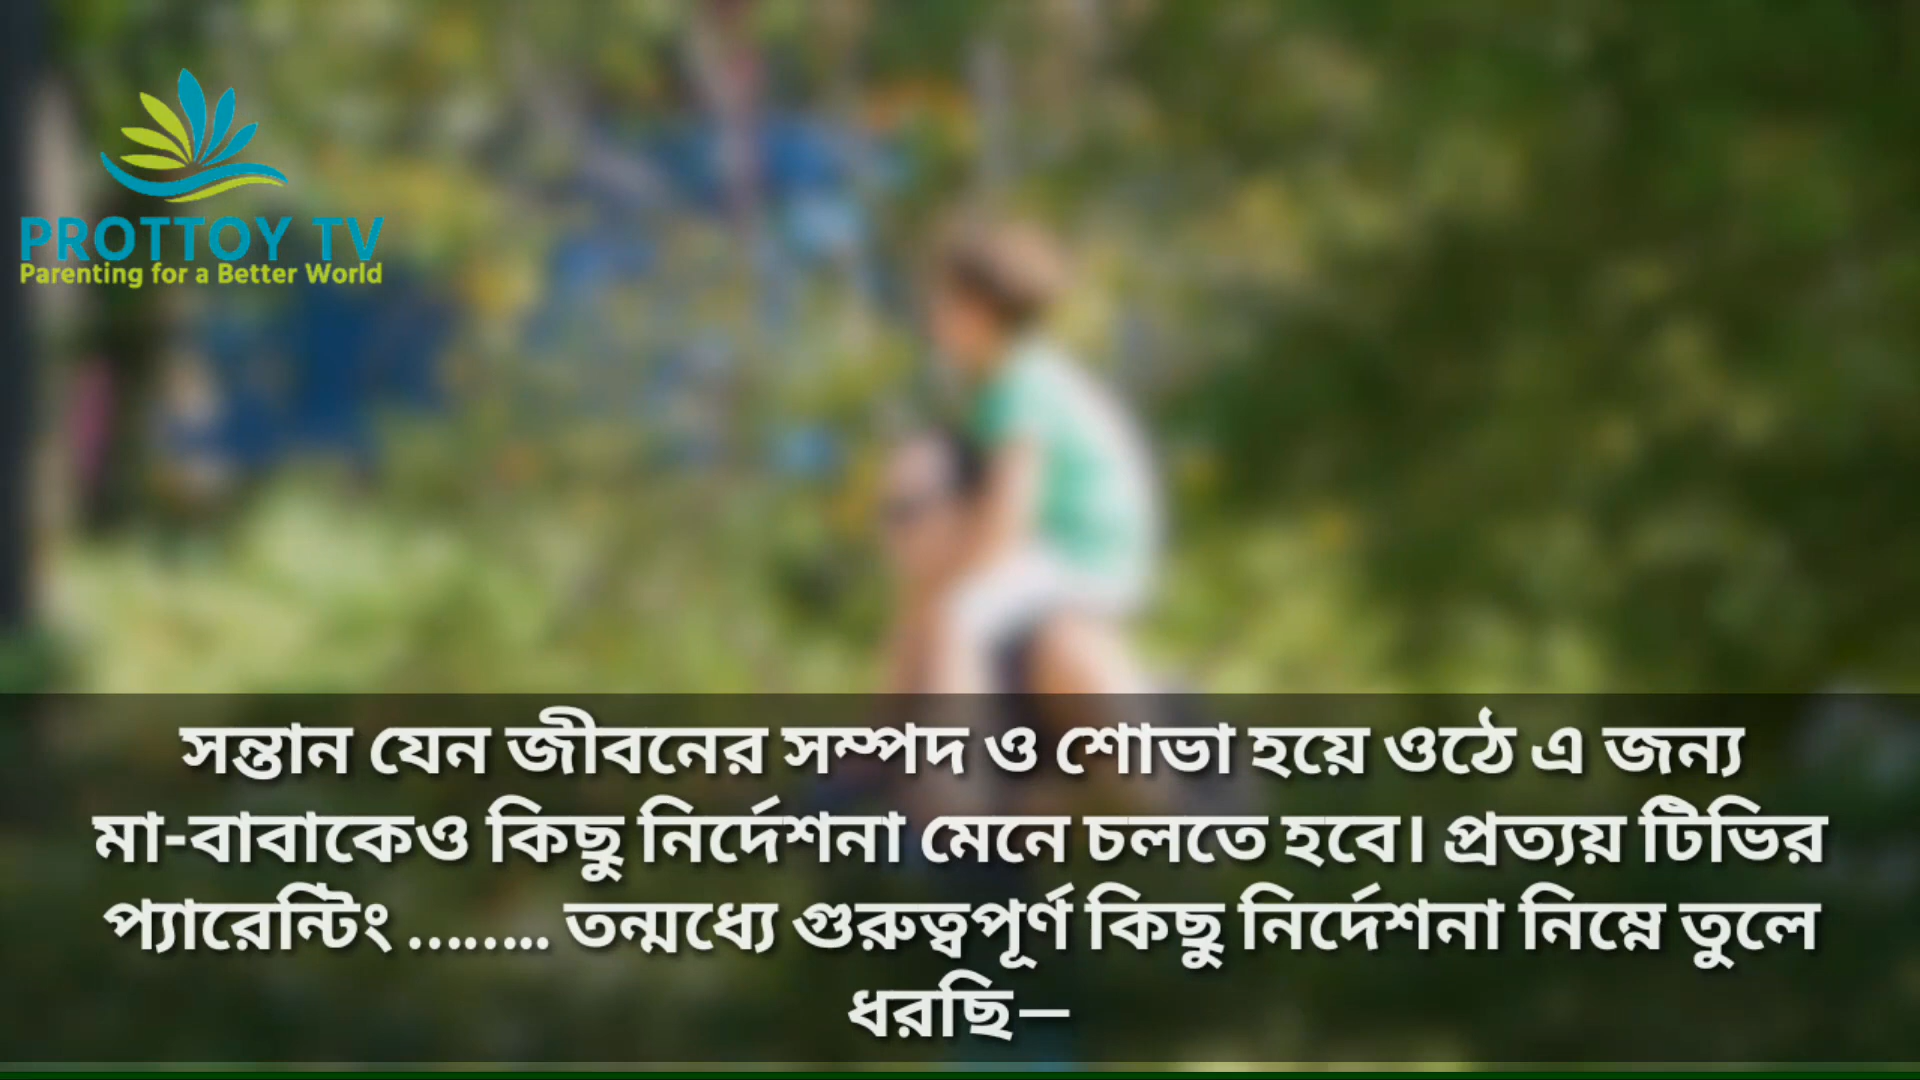 PROTTOY TV
Parenting for a Better World
সন্তান যেন জীবনের সম্পদ ও শোভা হয়ে ওঠে এ জন্য
মা-বাবাকেও কিছু নির্দেশনা মেনে চলতে হবে। প্রত্যয় টিভির
প্যারেন্টিং …….. তন্মধ্যে গুরুত্বপূর্ণ কিছু নির্দেশনা নিম্নে তুলে
ধরছি—